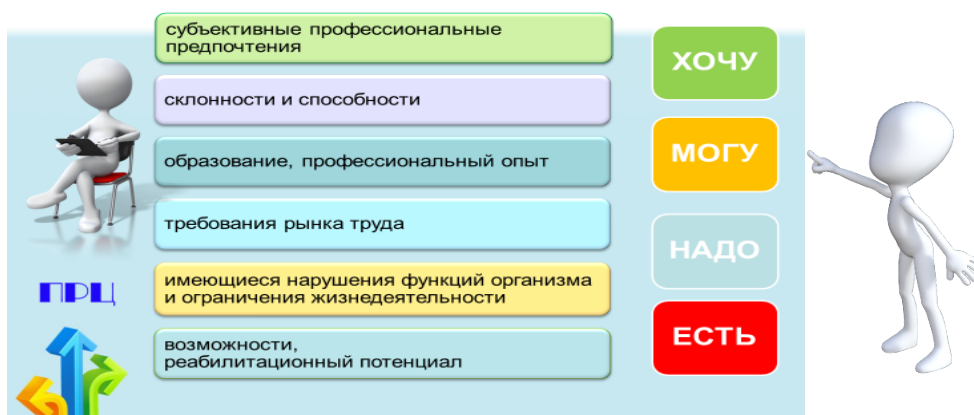 субъективные профессиональные
предпочтения
ХОЧУ
склонности и способности
МОГУ
образование, профессиональный опыт
требования рынка труда
НАДО
имеющиеся нарушения функций организма
и ограничения жизнедеятельности
ПРЦ
ЕСТЬ
возможности,
реабилитационный потенциал